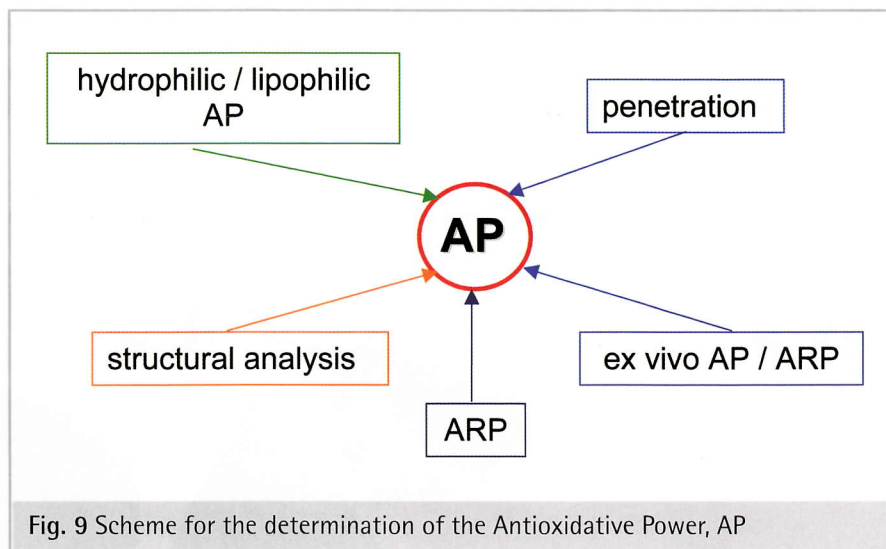 hydrophilic / lipophilic
AP
penetration
AP
structural analysis
ex vivo AP / ARP
ARP
Fig. 9 Scheme for the determination of the Antioxidative Power, AP